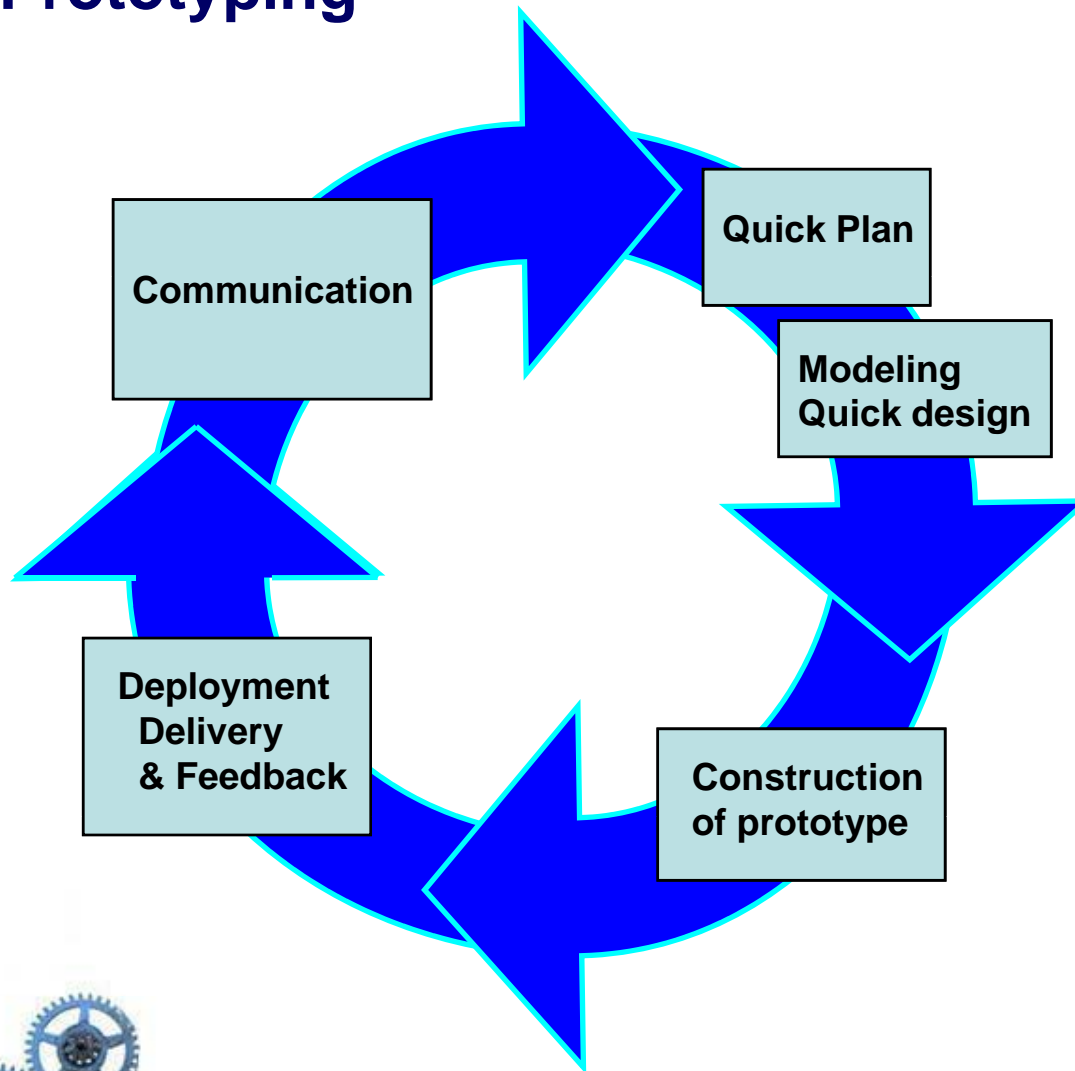 Prototyping
Communication
Quick Plan
Modeling
Quick design
Construction
of prototype
Deployment
Delivery
& Feedback